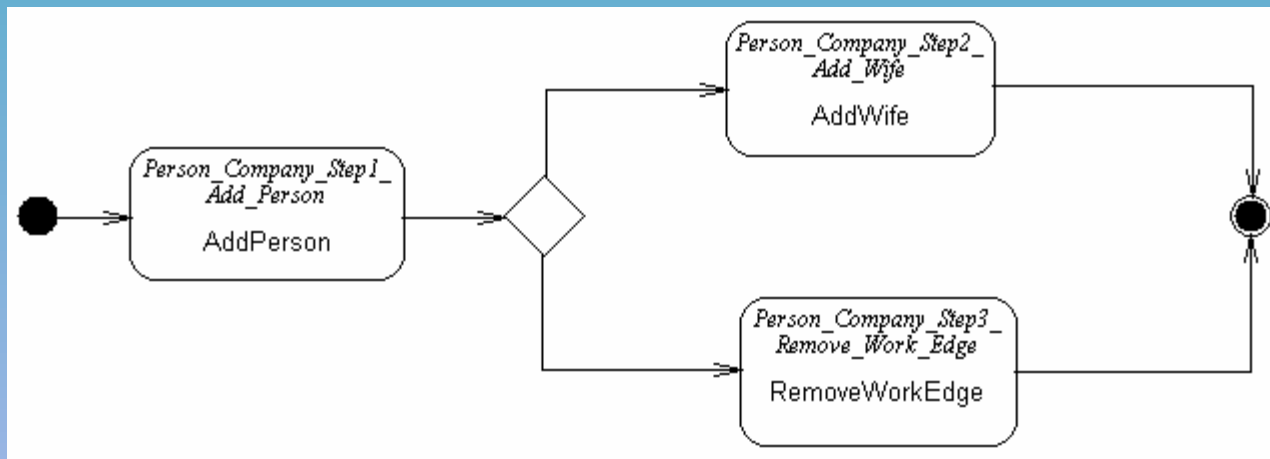 Person_Company_Step1_
Add_Person
AddPerson
Person_Company_Step2_
Add_Wife
AddWife
Person_Company_Step3_
Remove_Work_Edge
RemoveWorkEdge